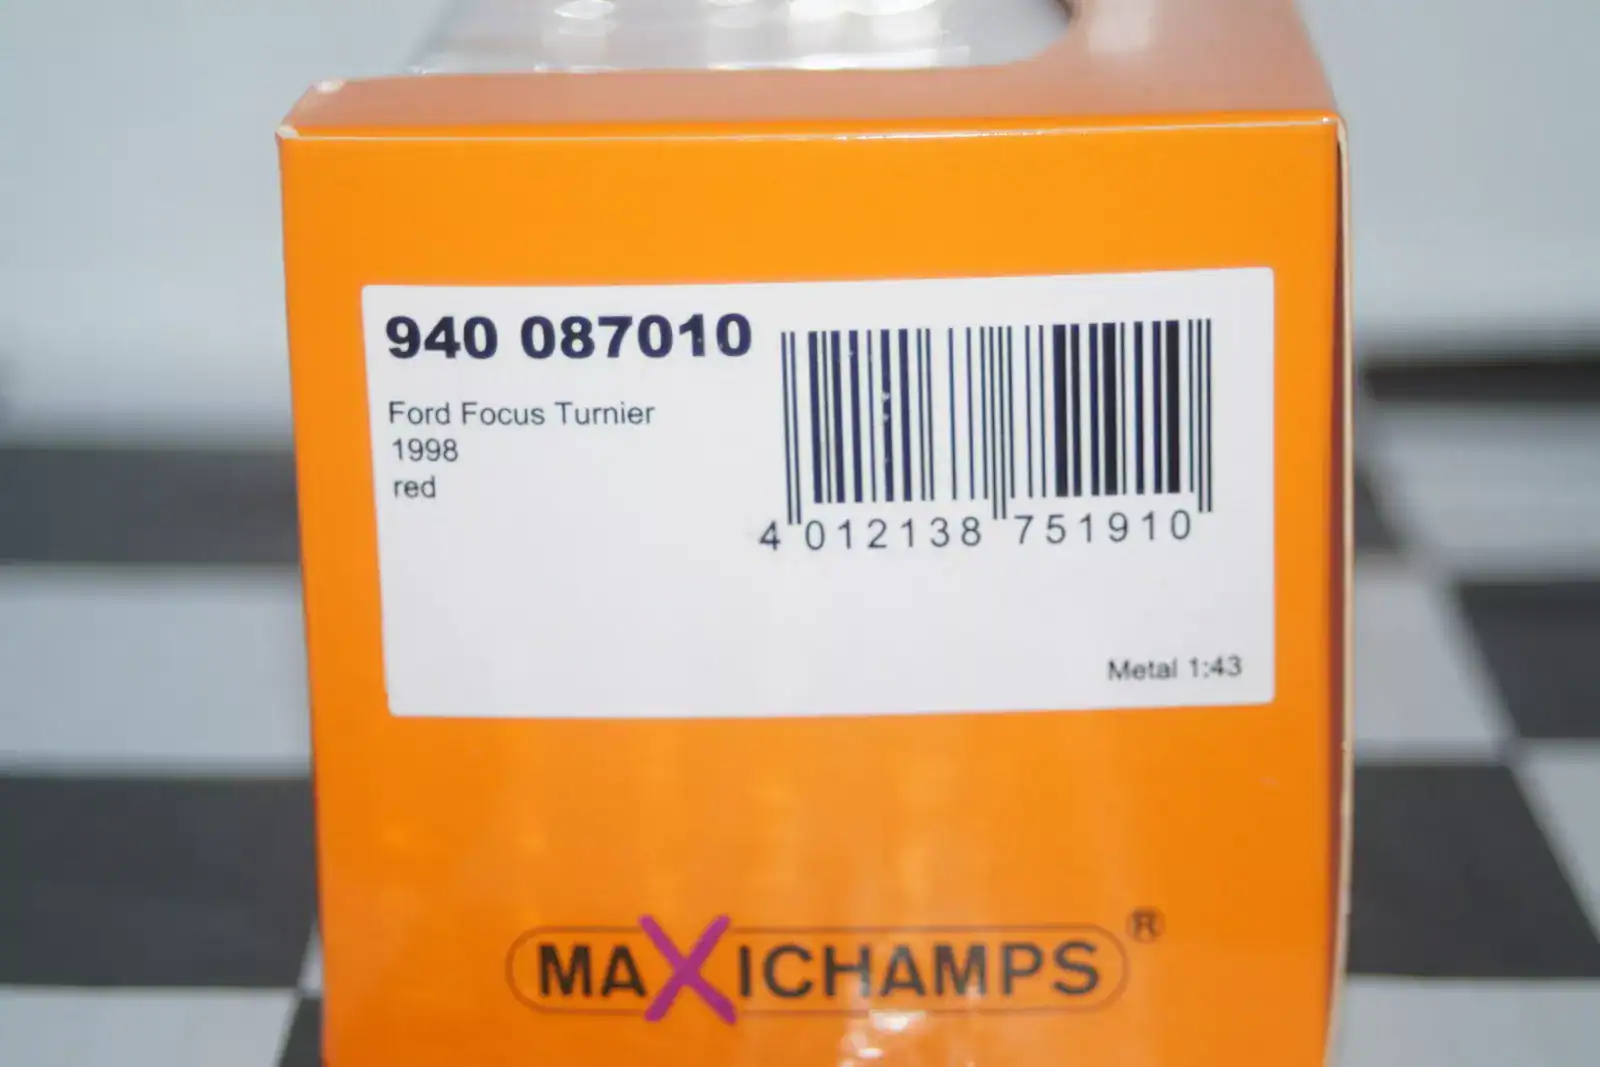 940 087010
Ford Focus Turnier
1998
red
4 012138 751910
Metal 1:43
MAXICHAMPS®